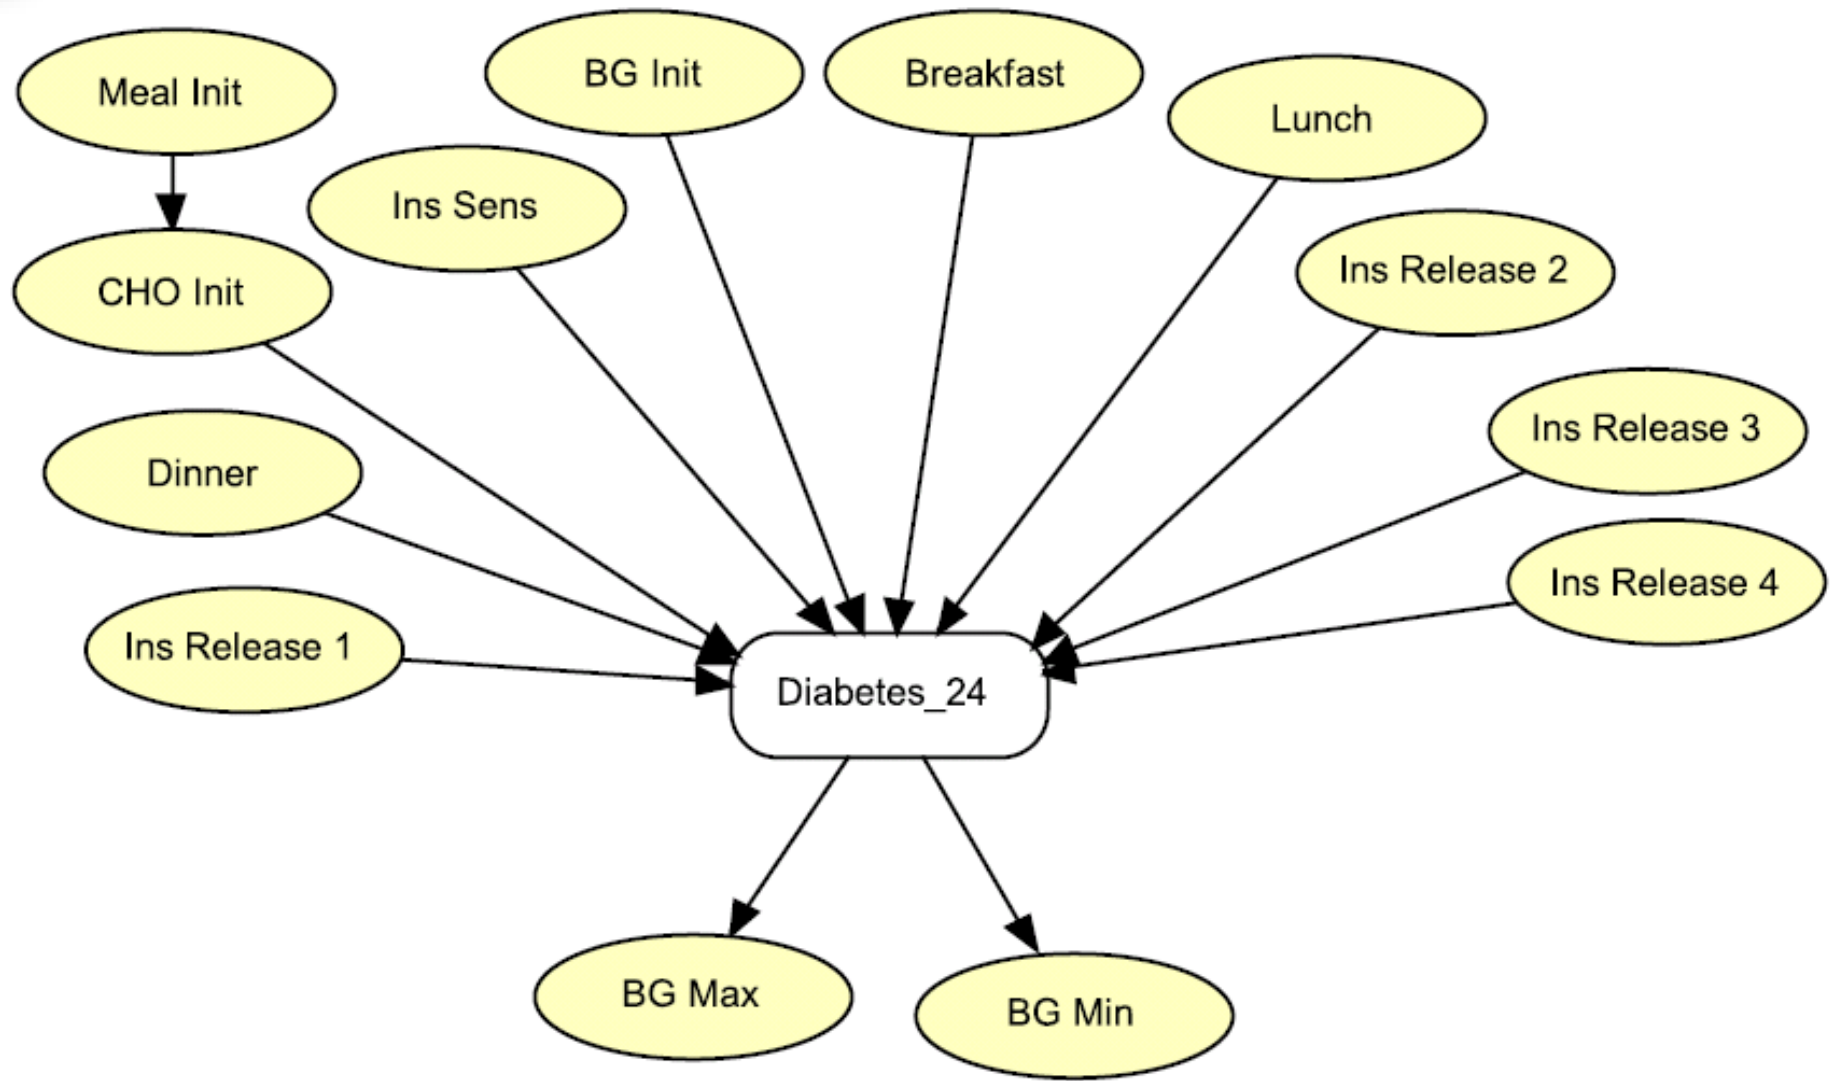 BG Init
Breakfast
Meal Init
Lunch
Ins Sens
Ins Release 2
CHO Init
Ins Release 3
Dinner
Ins Release 4
Ins Release 1
Diabetes_24
BG Max
BG Min